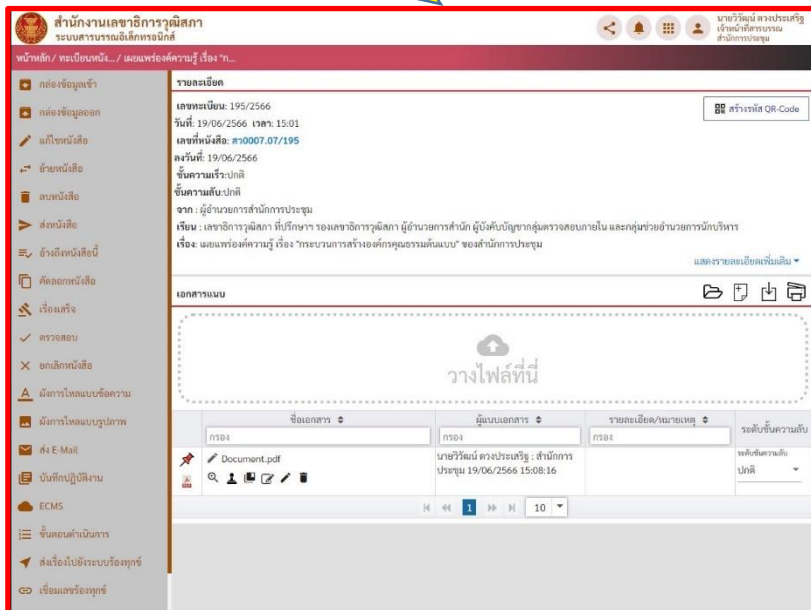 สำนักงานเลขาธิการวุฒิสภา
ระบบสารบรรณอิเล็กทรอนิกส์
นายวิวัฒน์ ดวงประเสริฐ
เจ้าหน้าที่สารบรรณ
สำนักการประชุม
หน้าหลัก / ทะเบียนหนัง... / เผยแพร่องค์ความรู้ เรื่อง "ก...
กล่องข้อมูลเข้า
กล่องข้อมูลออก
แก้ไขหนังสือ
ย้ายหนังสือ
ลบหนังสือ
ส่งหนังสือ
อ้างถึงหนังสือนี้
คัดลอกหนังสือ
เรื่องเสร็จ
ตรวจสอบ
ยกเลิกหนังสือ
ผังการไหลแบบข้อความ
ผังการไหลแบบรูปภาพ
ส่ง E-Mail
บันทึกปฏิบัติงาน
ECMS
ขั้นตอนดำเนินการ
ส่งเรื่องไปยังระบบร้องทุกข์
เชื่อมเลขร้องทุกข์
รายละเอียด
เลขทะเบียน: 195/2566
สร้างรหัส QR-Code
วันที่: 19/06/2566 เวลา: 15:01
เลขที่หนังสือ: สว0007.07/195
ลงวันที่: 19/06/2566
ชั้นความเร็ว:ปกติ
ชั้นความลับ:ปกติ
จาก : ผู้อำนวยการสำนักการประชุม
เรียน : เลขาธิการวุฒิสภา ที่ปรึกษาฯ รองเลขาธิการวุฒิสภา ผู้อำนวยการสำนัก ผู้บังคับบัญชากลุ่มตรวจสอบภายใน และกลุ่มช่วยอำนวยการนักบริหาร
เรื่อง: เผยแพร่องค์ความรู้ เรื่อง "กระบวนการสร้างองค์กรคุณธรรมต้นแบบ" ของสำนักการประชุม
แสดงรายละเอียดเพิ่มเติม
เอกสารแนบ
วางไฟล์ที่นี่
ชื่อเอกสาร ผู้แนบเอกสาร รายละเอียด/หมายเหตุ ระดับชั้นความลับ
กรอง กรอง กรอง
Document.pdf
นายวิวัฒน์ ดวงประเสริฐ : สำนักการ
ประชุม 19/06/2566 15:08:16
ระดับชั้นความลับ
ปกติ
1 10